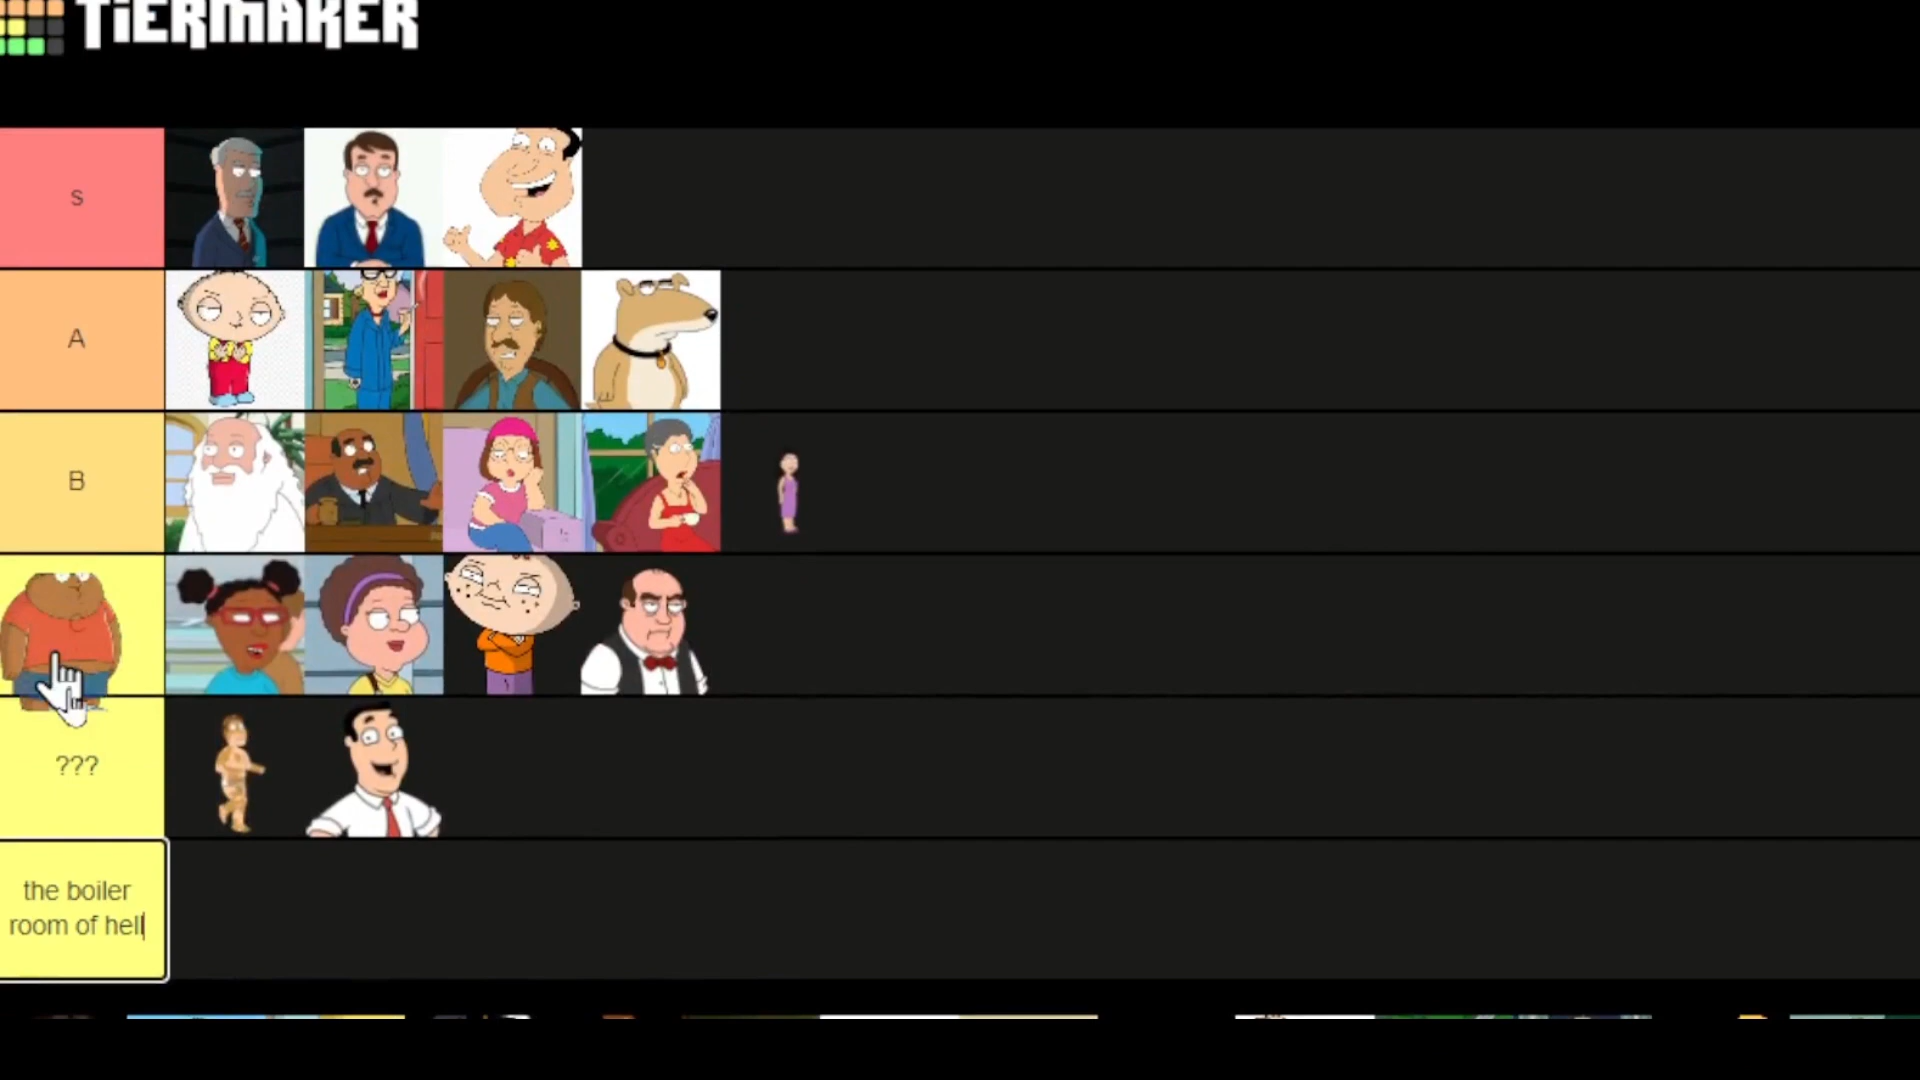 TiERMAKER
S
A
B
???
the boiler
room of hell